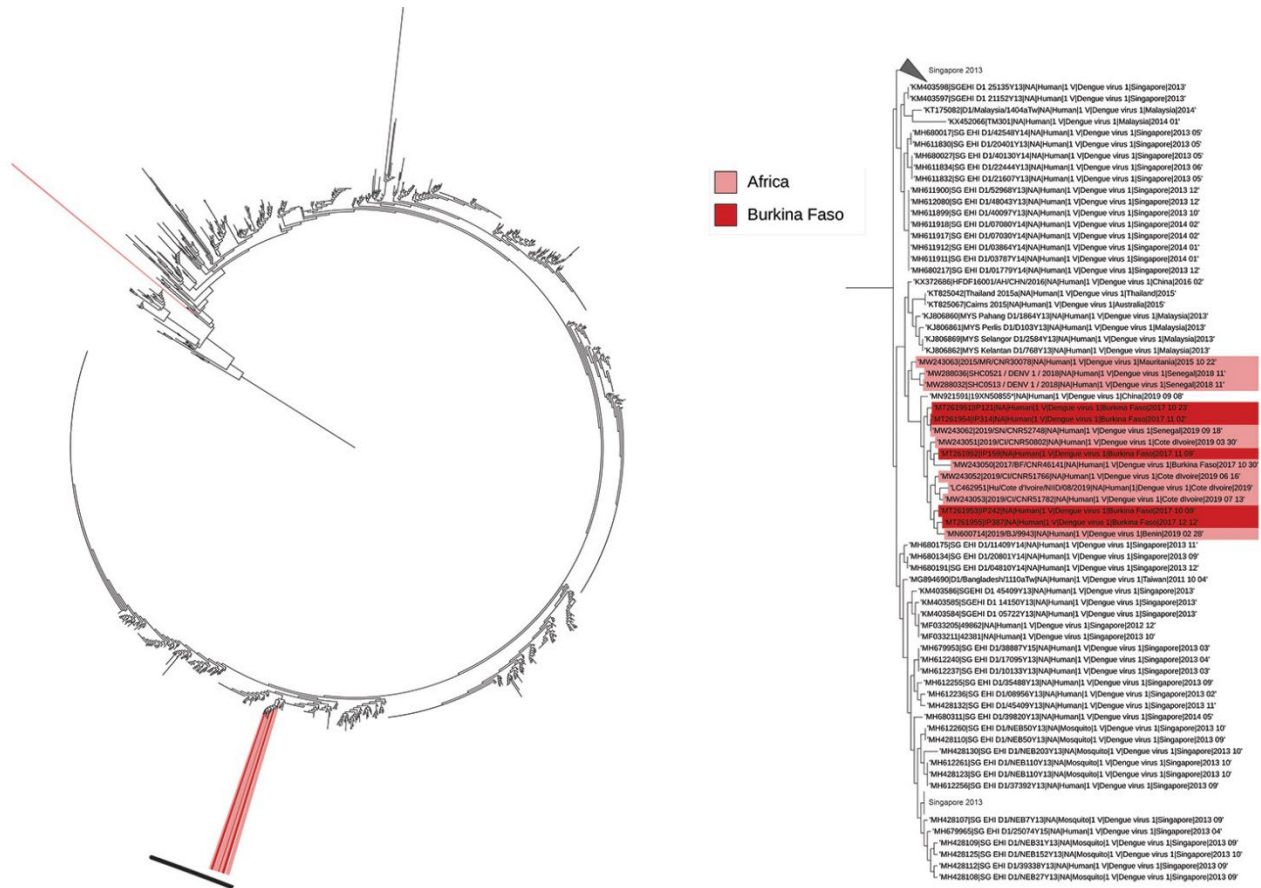 Africa
Burkina Faso
Singapore 2013
'KM403598|SGEHI D1 25135Y13|NA|Human|1 V|Dengue virus 1|Singapore|2013'
'KM403597|SGEHI D1 21152Y13|NA|Human|1 V|Dengue virus 1|Singapore|2013'
'KT175082|D1/Malaysia/1404aTw|NA|Human|1 V|Dengue virus 1|Malaysia|2014'
'KX452066|TM301|NA|Human|1 V|Dengue virus 1|Malaysia|2014 01'
'MH680017|SG EHI D1/42548Y14|NA|Human|1 V|Dengue virus 1|Singapore|2013 05'
'MH611830|SG EHI D1/20401Y13|NA|Human|1 V|Dengue virus 1|Singapore|2013 05'
'MH680027|SG EHI D1/40130Y14|NA|Human|1 V|Dengue virus 1|Singapore|2013 05'
'MH611834|SG EHI D1/22444Y13|NA|Human|1 V|Dengue virus 1|Singapore|2013 06'
'MH611832|SG EHI D1/21607Y13|NA|Human|1 V|Dengue virus 1|Singapore|2013 05'
'MH611900|SG EHI D1/52968Y13|NA|Human|1 V|Dengue virus 1|Singapore|2013 12'
'MH612080|SG EHI D1/48043Y13|NA|Human|1 V|Dengue virus 1|Singapore|2013 12'
'MH611899|SG EHI D1/40097Y13|NA|Human|1 V|Dengue virus 1|Singapore|2013 10'
'MH611918|SG EHI D1/07080Y14|NA|Human|1 V|Dengue virus 1|Singapore|2014 02'
'MH611917|SG EHI D1/07030Y14|NA|Human|1 V|Dengue virus 1|Singapore|2014 02'
'MH611912|SG EHI D1/03864Y14|NA|Human|1 V|Dengue virus 1|Singapore|2014 01'
'MH611911|SG EHI D1/03787Y14|NA|Human|1 V|Dengue virus 1|Singapore|2014 01'
'MH680217|SG EHI D1/01779Y14|NA|Human|1 V|Dengue virus 1|Singapore|2013 12'
'KX372686|HFDF16001/AH/CHN/2016|NA|Human|1 V|Dengue virus 1|China|2016 02'
'KT825042|Thailand 2015a|NA|Human|1 V|Dengue virus 1|Thailand|2015'
'KT825067|Cairns 2015|NA|Human|1 V|Dengue virus 1|Australia|2015'
'KJ806860|MYS Pahang D1/1864Y13|NA|Human|1 V|Dengue virus 1|Malaysia|2013'
'KJ806861|MYS Perlis D1/D103Y13|NA|Human|1 V|Dengue virus 1|Malaysia|2013'
'KJ806869|MYS Selangor D1/2584Y13|NA|Human|1 V|Dengue virus 1|Malaysia|2013'
'KJ806862|MYS Kelantan D1/768Y13|NA|Human|1 V|Dengue virus 1|Malaysia|2013'
'MW243063|2015/MR/CNR30078|NA|Human|1 V|Dengue virus 1|Mauritania|2015 10 22'
'MW288036|SHC0521 / DENV 1 / 2018|NA|Human|1 V|Dengue virus 1|Senegal|2018 11'
'MW288032|SHC0513 / DENV 1 / 2018|NA|Human|1 V|Dengue virus 1|Senegal|2018 11'
'MN921591|19XN50855*|NA|Human|1 V|Dengue virus 1|China|2019 09 08'
'MT261951|IP121|NA|Human|1 V|Dengue virus 1|Burkina Faso|2017 10 23'
'MT261954|IP314|NA|Human|1 V|Dengue virus 1|Burkina Faso|2017 11 02'
'MW243062|2019/SN/CNR52748|NA|Human|1 V|Dengue virus 1|Senegal|2019 09 18'
'MW243051|2019/CI/CNR50802|NA|Human|1 V|Dengue virus 1|Cote dIvoire|2019 03 30'
'MT261952|IP159|NA|Human|1 V|Dengue virus 1|Burkina Faso|2017 11 09'
'MW243050|2017/BF/CNR46141|NA|Human|1 V|Dengue virus 1|Burkina Faso|2017 10 30'
'MW243052|2019/CI/CNR51766|NA|Human|1 V|Dengue virus 1|Cote dIvoire|2019 06 16'
'LC462951|Hu/Cote d'Ivoire/NIID/08/2019|NA|Human|1|Dengue virus 1|Cote dIvoire|2019'
'MW243053|2019/CI/CNR51782|NA|Human|1 V|Dengue virus 1|Cote dIvoire|2019 07 13'
'MT261953|IP242|NA|Human|1 V|Dengue virus 1|Burkina Faso|2017 10 09'
'MT261955|IP387|NA|Human|1 V|Dengue virus 1|Burkina Faso|2017 12 12'
'MN600714|2019/BJ/9943|NA|Human|1 V|Dengue virus 1|Benin|2019 02 28'
'MH680175|SG EHI D1/11409Y14|NA|Human|1 V|Dengue virus 1|Singapore|2013 11'
'MH680134|SG EHI D1/20801Y14|NA|Human|1 V|Dengue virus 1|Singapore|2013 09'
'MH680191|SG EHI D1/04810Y14|NA|Human|1 V|Dengue virus 1|Singapore|2013 12'
'MG894690|D1/Bangladesh/1110aTw|NA|Human|1 V|Dengue virus 1|Taiwan|2011 10 04'
'KM403586|SGEHI D1 45409Y13|NA|Human|1 V|Dengue virus 1|Singapore|2013'
'KM403585|SGEHI D1 14150Y13|NA|Human|1 V|Dengue virus 1|Singapore|2013'
'KM403584|SGEHI D1 05722Y13|NA|Human|1 V|Dengue virus 1|Singapore|2013'
'MF033205|49862|NA|Human|1 V|Dengue virus 1|Singapore|2012 12'
'MF033211|42381|NA|Human|1 V|Dengue virus 1|Singapore|2013 10'
'MH679953|SG EHI D1/38887Y15|NA|Human|1 V|Dengue virus 1|Singapore|2013 03'
'MH612240|SG EHI D1/17095Y13|NA|Human|1 V|Dengue virus 1|Singapore|2013 04'
'MH612237|SG EHI D1/10133Y13|NA|Human|1 V|Dengue virus 1|Singapore|2013 03'
'MH612255|SG EHI D1/35488Y13|NA|Human|1 V|Dengue virus 1|Singapore|2013 09'
'MH612236|SG EHI D1/08956Y13|NA|Human|1 V|Dengue virus 1|Singapore|2013 02'
'MH428132|SG EHI D1/45409Y13|NA|Human|1 V|Dengue virus 1|Singapore|2013 11'
'MH680311|SG EHI D1/39820Y14|NA|Human|1 V|Dengue virus 1|Singapore|2014 05'
'MH612260|SG EHI D1/NEB50Y13|NA|Mosquito|1 V|Dengue virus 1|Singapore|2013 10'
'MH428110|SG EHI D1/NEB50Y13|NA|Mosquito|1 V|Dengue virus 1|Singapore|2013 09'
'MH428130|SG EHI D1/NEB203Y13|NA|Mosquito|1 V|Dengue virus 1|Singapore|2013 10'
'MH612261|SG EHI D1/NEB110Y13|NA|Mosquito|1 V|Dengue virus 1|Singapore|2013 10'
'MH428123|SG EHI D1/NEB110Y13|NA|Mosquito|1 V|Dengue virus 1|Singapore|2013 10'
'MH612256|SG EHI D1/37392Y13|NA|Human|1 V|Dengue virus 1|Singapore|2013 09'
Singapore 2013
'MH428107|SG EHI D1/NEB7Y13|NA|Mosquito|1 V|Dengue virus 1|Singapore|2013 09'
'MH679965|SG EHI D1/25074Y15|NA|Human|1 V|Dengue virus 1|Singapore|2013 04'
'MH428109|SG EHI D1/NEB31Y13|NA|Mosquito|1 V|Dengue virus 1|Singapore|2013 09'
'MH428125|SG EHI D1/NEB152Y13|NA|Mosquito|1 V|Dengue virus 1|Singapore|2013 10'
'MH428112|SG EHI D1/39338Y13|NA|Human|1 V|Dengue virus 1|Singapore|2013 09'
'MH428108|SG EHI D1/NEB27Y13|NA|Mosquito|1 V|Dengue virus 1|Singapore|2013 09'